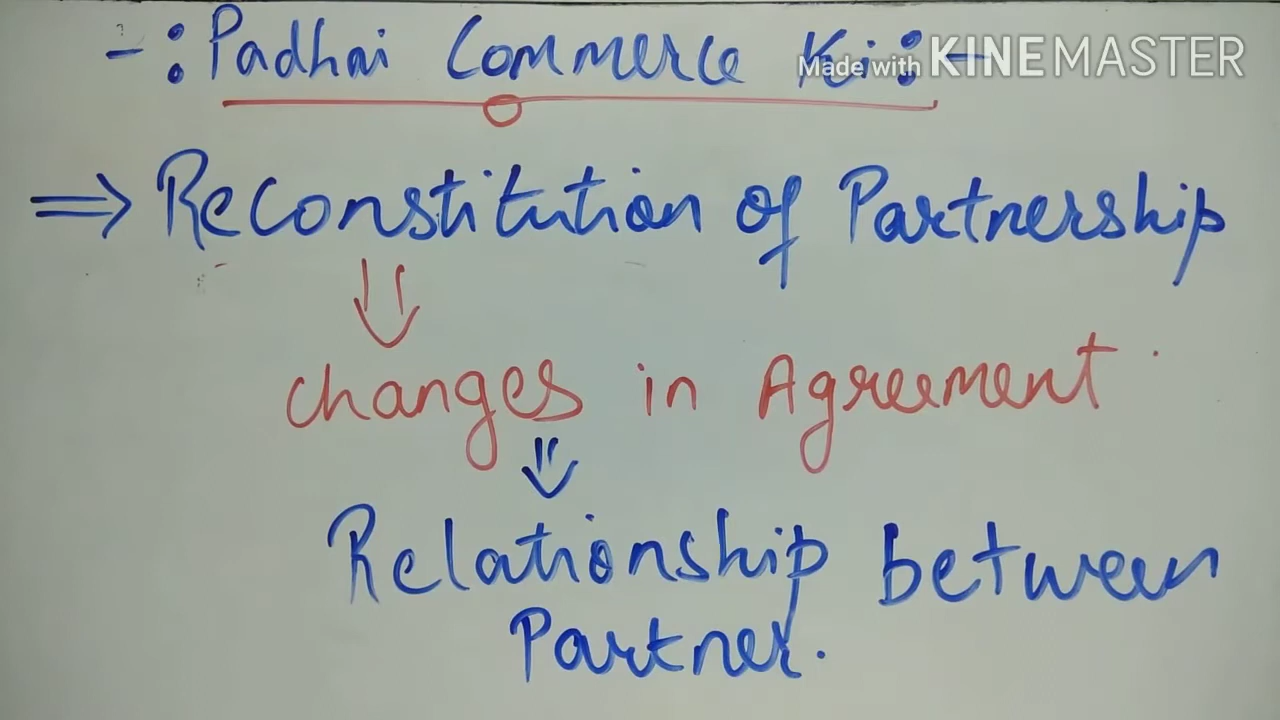 -: Padhai Commerce Ki :-
Made with KINEMASTER
⇒ Reconstitution of Partnership
⇓
Changes in Agreement
⇓
Relationship between
Partner.